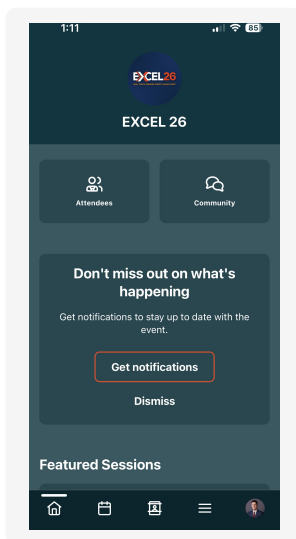 1:11
85
EXCEL26
EXCEL 26
Attendees
Community
Don't miss out on what's
happening
Get notifications to stay up to date with the
event.
Get notifications
Dismiss
Featured Sessions